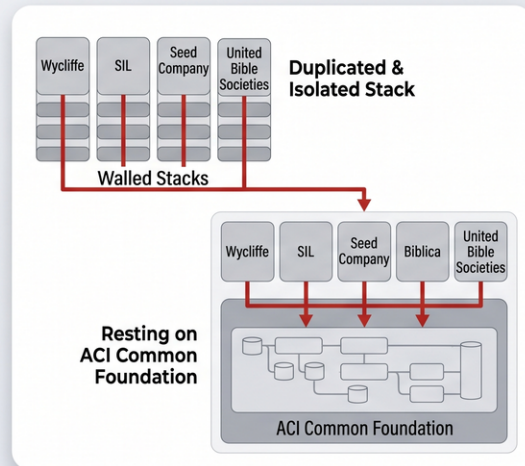 Wycliffe
SIL
Seed
Company
United
Bible
Societies
Duplicated &
Isolated Stack
Walled Stacks
Wycliffe
SIL
Seed
Company
Biblica
United
Bible
Societies
Resting on
ACI Common
Foundation
ACI Common Foundation